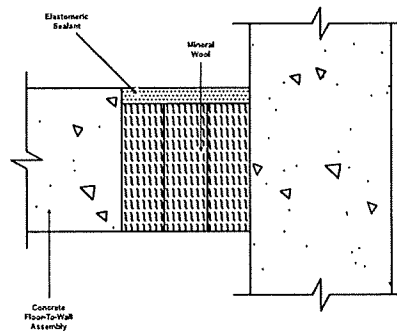 Elastomeric
Sealant
Mineral
Wool
Concrete
Floor-To-Wall
Assembly